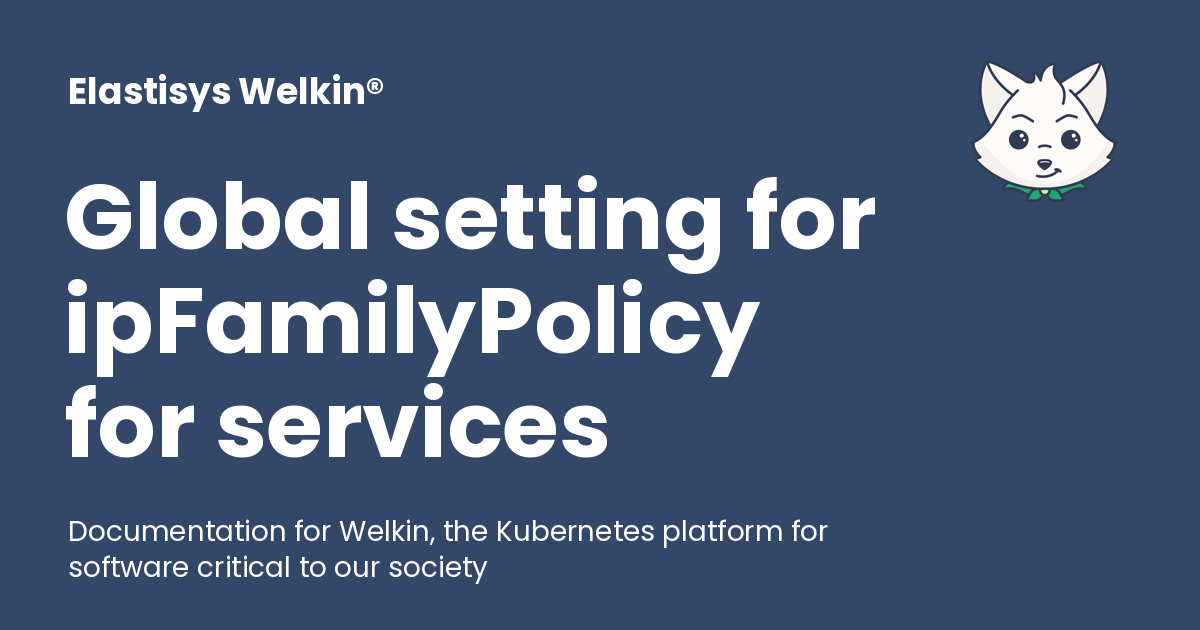 Elastisys Welkin®
Global setting for
ipFamilyPolicy
for services
Documentation for Welkin, the Kubernetes platform for
software critical to our society